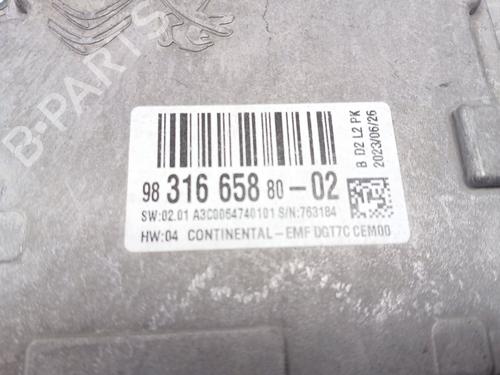 B-PARTS
98 316 658 80-02
SW:02.01 A3C0054740101 S/N:763184
HW:04 CONTINENTAL-EMF DGT7C CEM00
B D2 L2 PK
2023/06/26